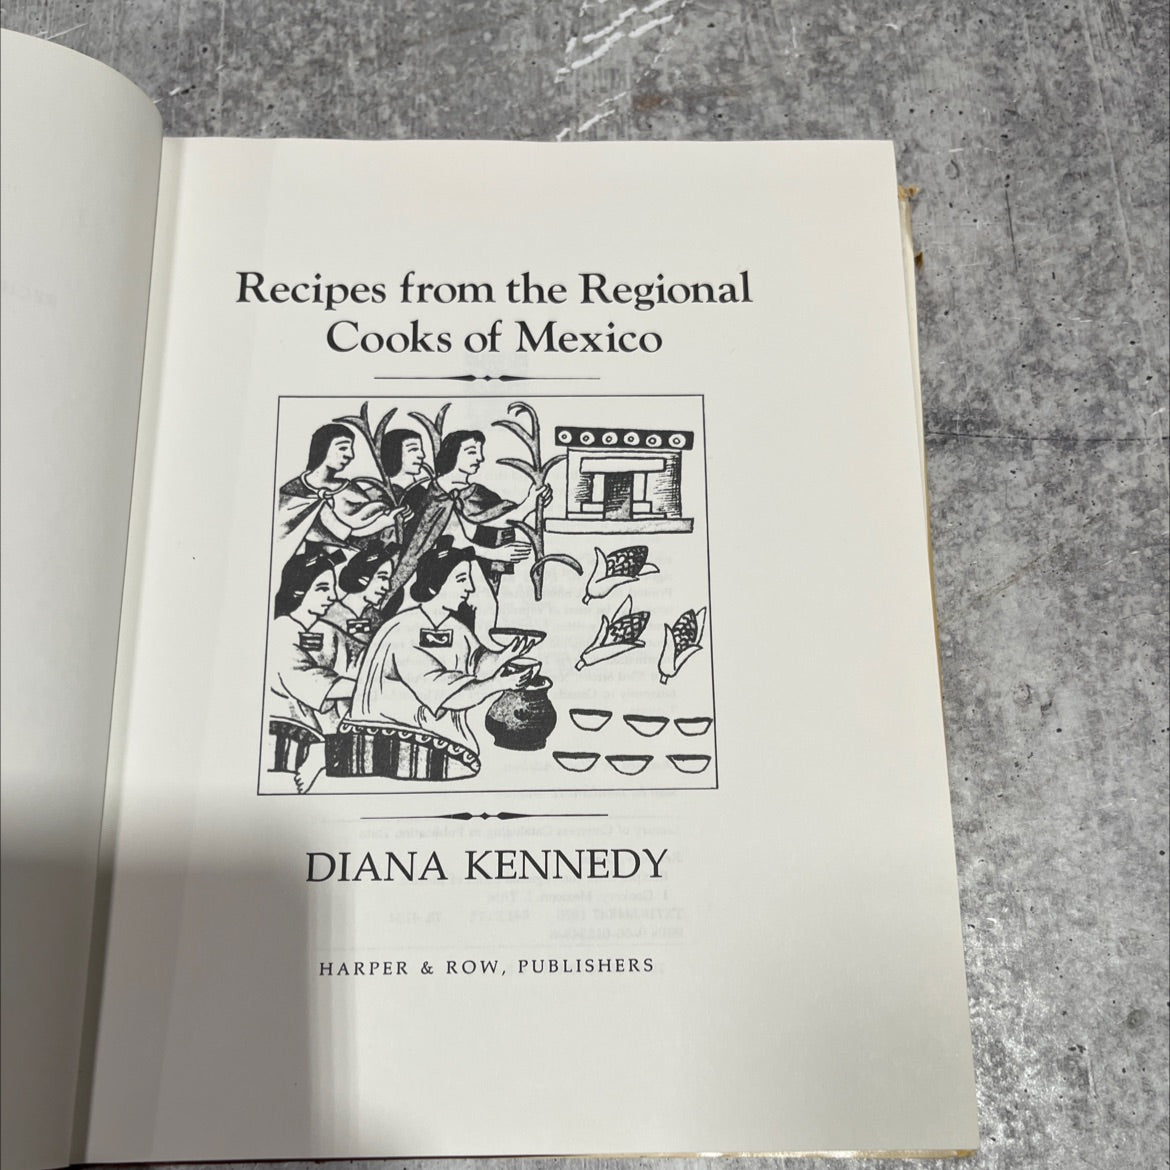 Recipes from the Regional
Cooks of Mexico
DIANA KENNEDY
HARPER & ROW, PUBLISHERS